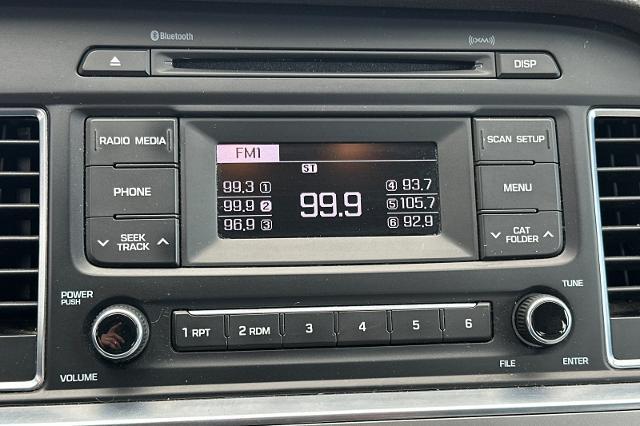 Bluetooth
((XM))
DISP
RADIO MEDIA
PHONE
SEEK
TRACK
FM1
ST
99.3 1
99.9 2
96.9 3
99.9
4 93.7
5 105.7
6 92.9
SCAN SETUP
MENU
CAT
FOLDER
POWER
PUSH
VOLUME
1 RPT
2 RDM
3
4
5
6
TUNE
FILE
ENTER